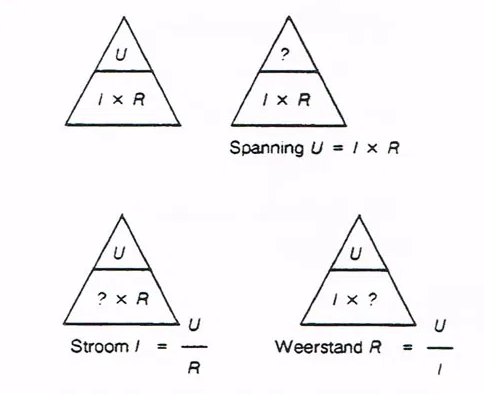 U
I × R
?
I × R
Spanning U = I × R
U
? × R
Stroom I = U
R
U
I × ?
Weerstand R = U
I